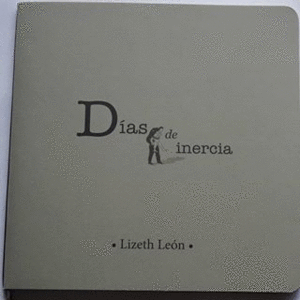 Días de
inercia
• Lizeth León •